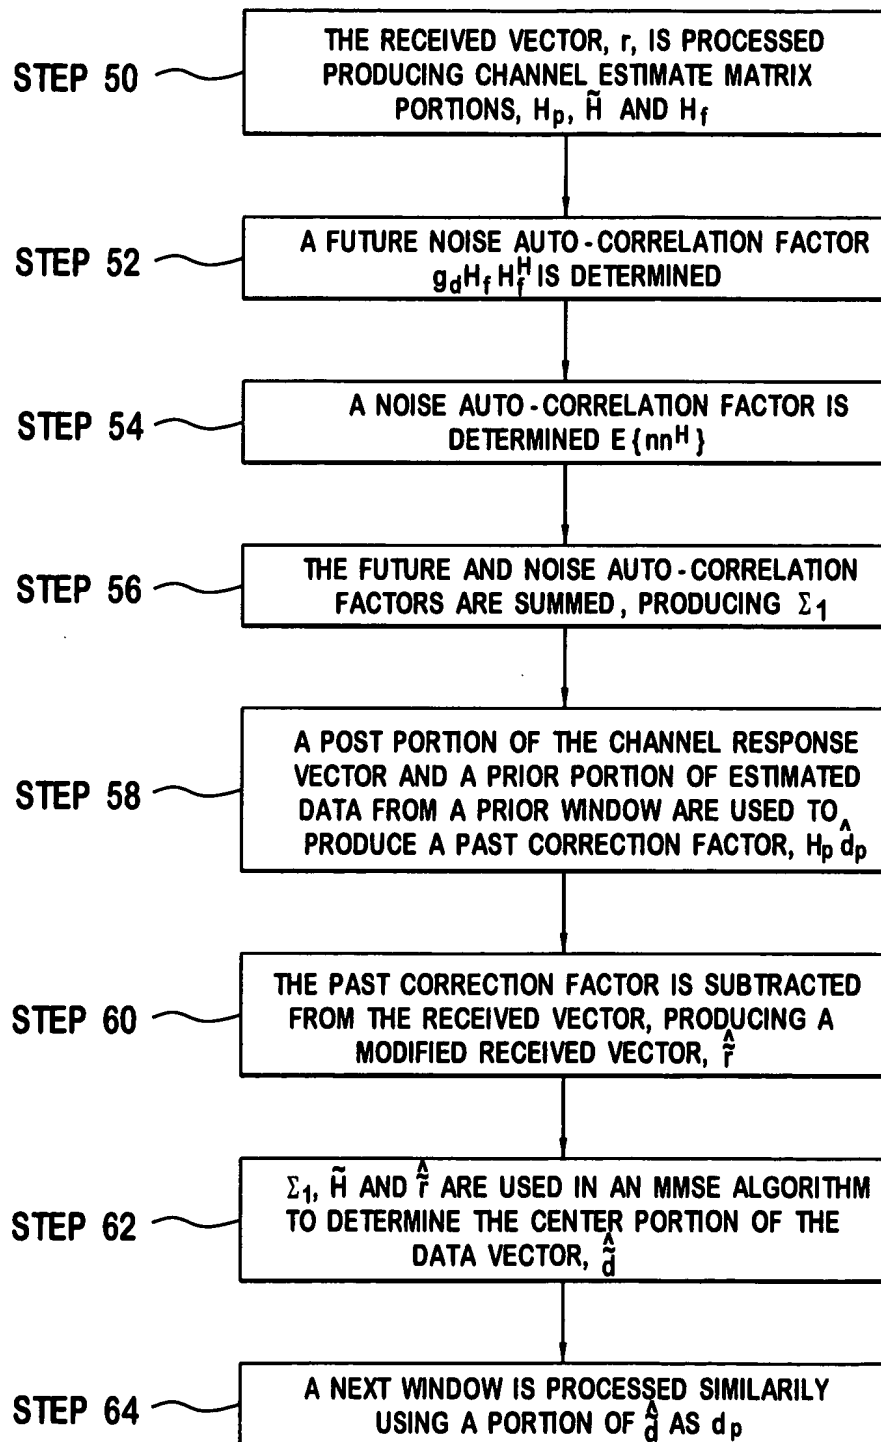 STEP 50
THE RECEIVED VECTOR, r, IS PROCESSED
PRODUCING CHANNEL ESTIMATE MATRIX
PORTIONS, Hp, H̃ AND Hf
STEP 52
A FUTURE NOISE AUTO-CORRELATION FACTOR
gdHf Hf^H IS DETERMINED
STEP 54
A NOISE AUTO-CORRELATION FACTOR IS
DETERMINED E{nn^H}
STEP 56
THE FUTURE AND NOISE AUTO-CORRELATION
FACTORS ARE SUMMED, PRODUCING Σ1
STEP 58
A POST PORTION OF THE CHANNEL RESPONSE
VECTOR AND A PRIOR PORTION OF ESTIMATED
DATA FROM A PRIOR WINDOW ARE USED TO
PRODUCE A PAST CORRECTION FACTOR, Hp d̂p
STEP 60
THE PAST CORRECTION FACTOR IS SUBTRACTED
FROM THE RECEIVED VECTOR, PRODUCING A
MODIFIED RECEIVED VECTOR, r̃̂
STEP 62
Σ1, H̃ AND r̃̂ ARE USED IN AN MMSE ALGORITHM
TO DETERMINE THE CENTER PORTION OF THE
DATA VECTOR, d̃̂
STEP 64
A NEXT WINDOW IS PROCESSED SIMILARILY
USING A PORTION OF d̃̂ AS dp